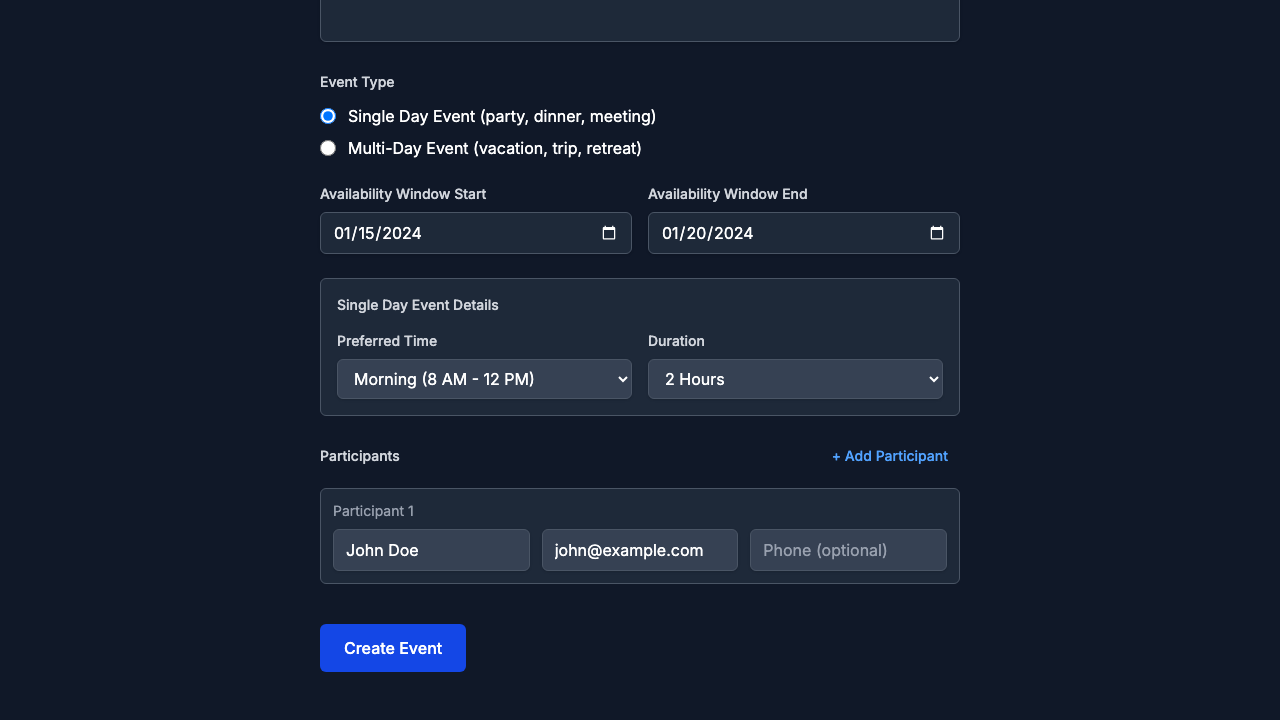 Event Type
Single Day Event (party, dinner, meeting)
Multi-Day Event (vacation, trip, retreat)
Availability Window Start
Availability Window End
01/15/2024
01/20/2024
Single Day Event Details
Preferred Time
Duration
Morning (8 AM - 12 PM)
2 Hours
Participants
+ Add Participant
Participant 1
John Doe
john@example.com
Phone (optional)
Create Event